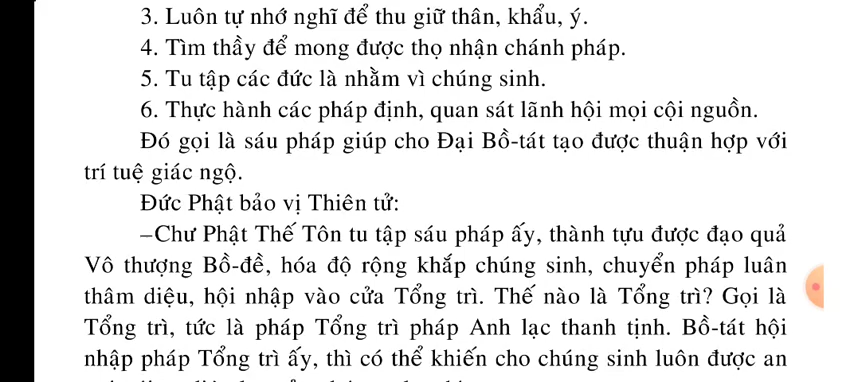 3. Luôn tự nhớ nghĩ để thu giữ thân, khẩu, ý.
4. Tìm thầy để mong được thọ nhận chánh pháp.
5. Tu tập các đức là nhằm vì chúng sinh.
6. Thực hành các pháp định, quan sát lãnh hội mọi cội nguồn.
Đó gọi là sáu pháp giúp cho Đại Bồ-tát tạo được thuận hợp với
trí tuệ giác ngộ.
Đức Phật bảo vị Thiên tử:
–Chư Phật Thế Tôn tu tập sáu pháp ấy, thành tựu được đạo quả
Vô thượng Bồ-đề, hóa độ rộng khắp chúng sinh, chuyển pháp luân
thâm diệu, hội nhập vào cửa Tổng trì. Thế nào là Tổng trì? Gọi là
Tổng trì, tức là pháp Tổng trì pháp Anh lạc thanh tịnh. Bồ-tát hội
nhập pháp Tổng trì ấy, thì có thể khiến cho chúng sinh luôn được an